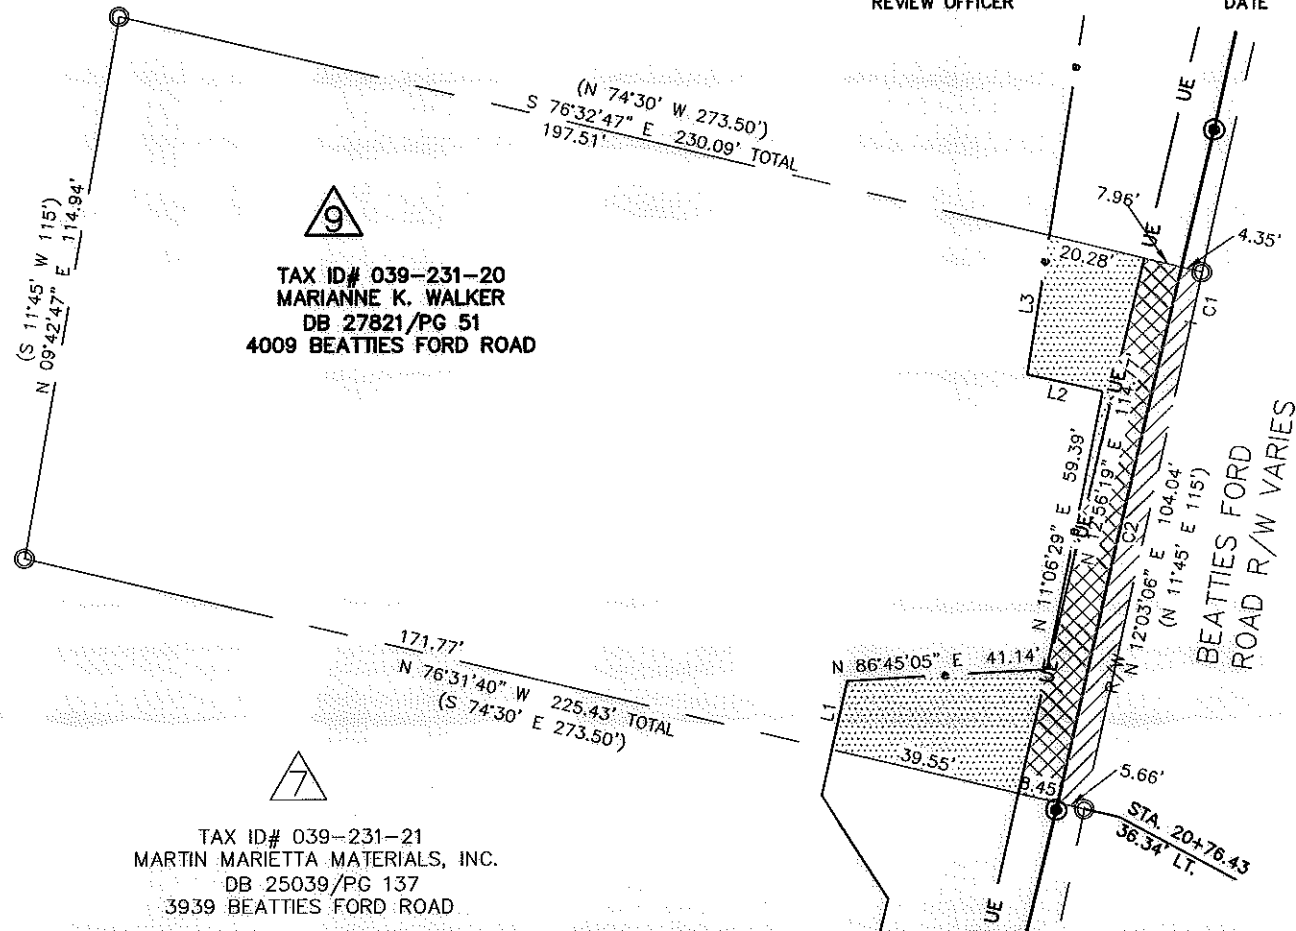 REVIEW OFFICER
DATE
(N 74°30' W 273.50')
S 76°32'47" E 230.09' TOTAL
197.51'
UE
e
7.96'
4.35'
UE
20.28'
e
C1
L3
(S 11°45' W 115')
N 09°42'47" E 114.94'
9
TAX ID# 039-231-20
MARIANNE K. WALKER
DB 27821/PG 51
4009 BEATTIES FORD ROAD
L2
UE
N 12°56'19" E 114.77'
N 11°06'29" E 59.39'
e
UE
C2
N 12°03'06" E 104.04'
(N 11°45' E 115')
R/W
BEATTIES FORD
ROAD R/W VARIES
171.77'
N 76°31'40" W 225.43' TOTAL
(S 74°30' E 273.50')
N 86°45'05" E 41.14'
e
UE
L1
39.55'
8.45'
5.66'
STA. 20+76.43
36.34' LT.
7
TAX ID# 039-231-21
MARTIN MARIETTA MATERIALS, INC.
DB 25039/PG 137
3939 BEATTIES FORD ROAD
UE